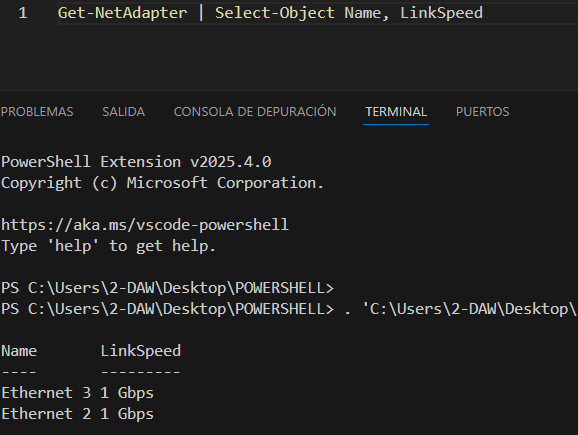 1 Get-NetAdapter | Select-Object Name, LinkSpeed
PROBLEMAS SALIDA CONSOLA DE DEPURACIÓN TERMINAL PUERTOS
PowerShell Extension v2025.4.0
Copyright (c) Microsoft Corporation.
https://aka.ms/vscode-powershell
Type 'help' to get help.
PS C:\Users\2-DAW\Desktop\POWERSHELL>
PS C:\Users\2-DAW\Desktop\POWERSHELL> . 'C:\Users\2-DAW\Desktop\
Name LinkSpeed
---- ---------
Ethernet 3 1 Gbps
Ethernet 2 1 Gbps